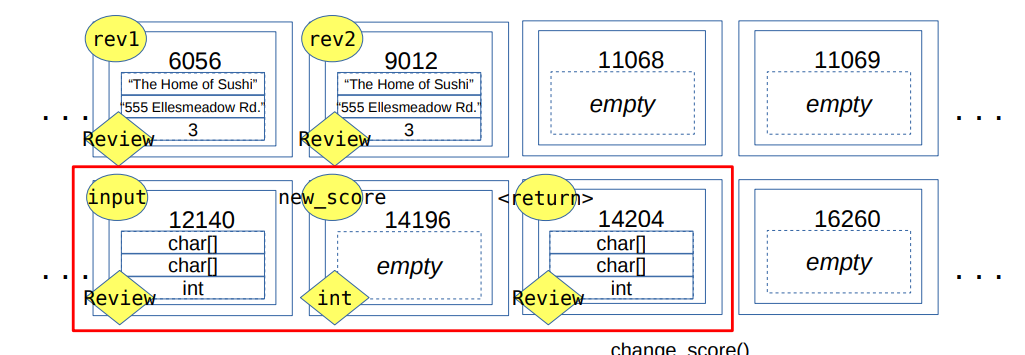 rev1 rev2
6056 9012 11068 11069
“The Home of Sushi” “The Home of Sushi”
“555 Ellesmeadow Rd.” “555 Ellesmeadow Rd.” empty empty
... 3 3 ...
Review Review
input new_score <return>
12140 14196 14204 16260
char[] char[]
char[] empty char[] empty
... int int ...
Review int Review
change_score()